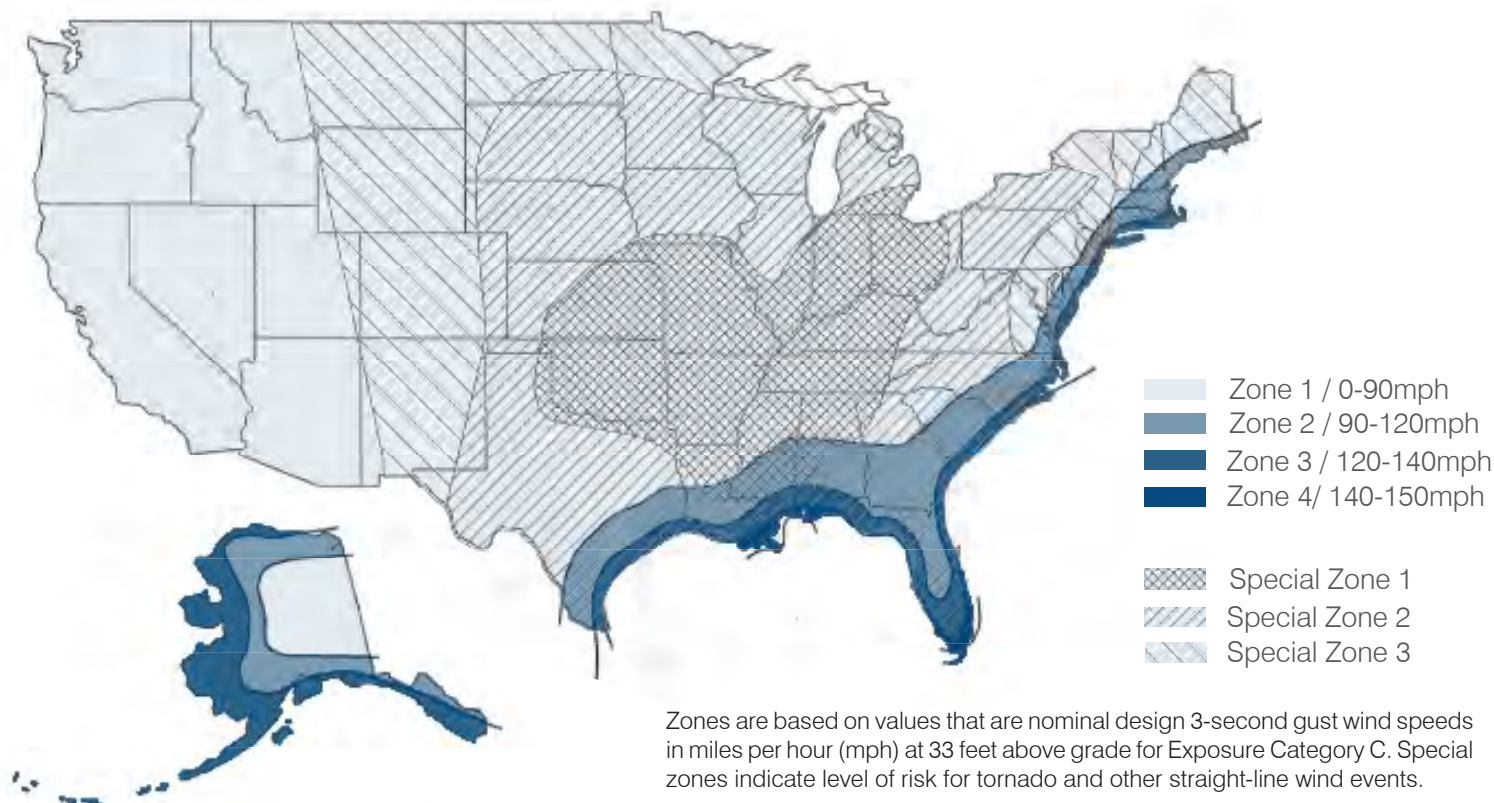 Zone 1 / 0-90mph
Zone 2 / 90-120mph
Zone 3 / 120-140mph
Zone 4/ 140-150mph
Special Zone 1
Special Zone 2
Special Zone 3
Zones are based on values that are nominal design 3-second gust wind speeds
in miles per hour (mph) at 33 feet above grade for Exposure Category C. Special
zones indicate level of risk for tornado and other straight-line wind events.